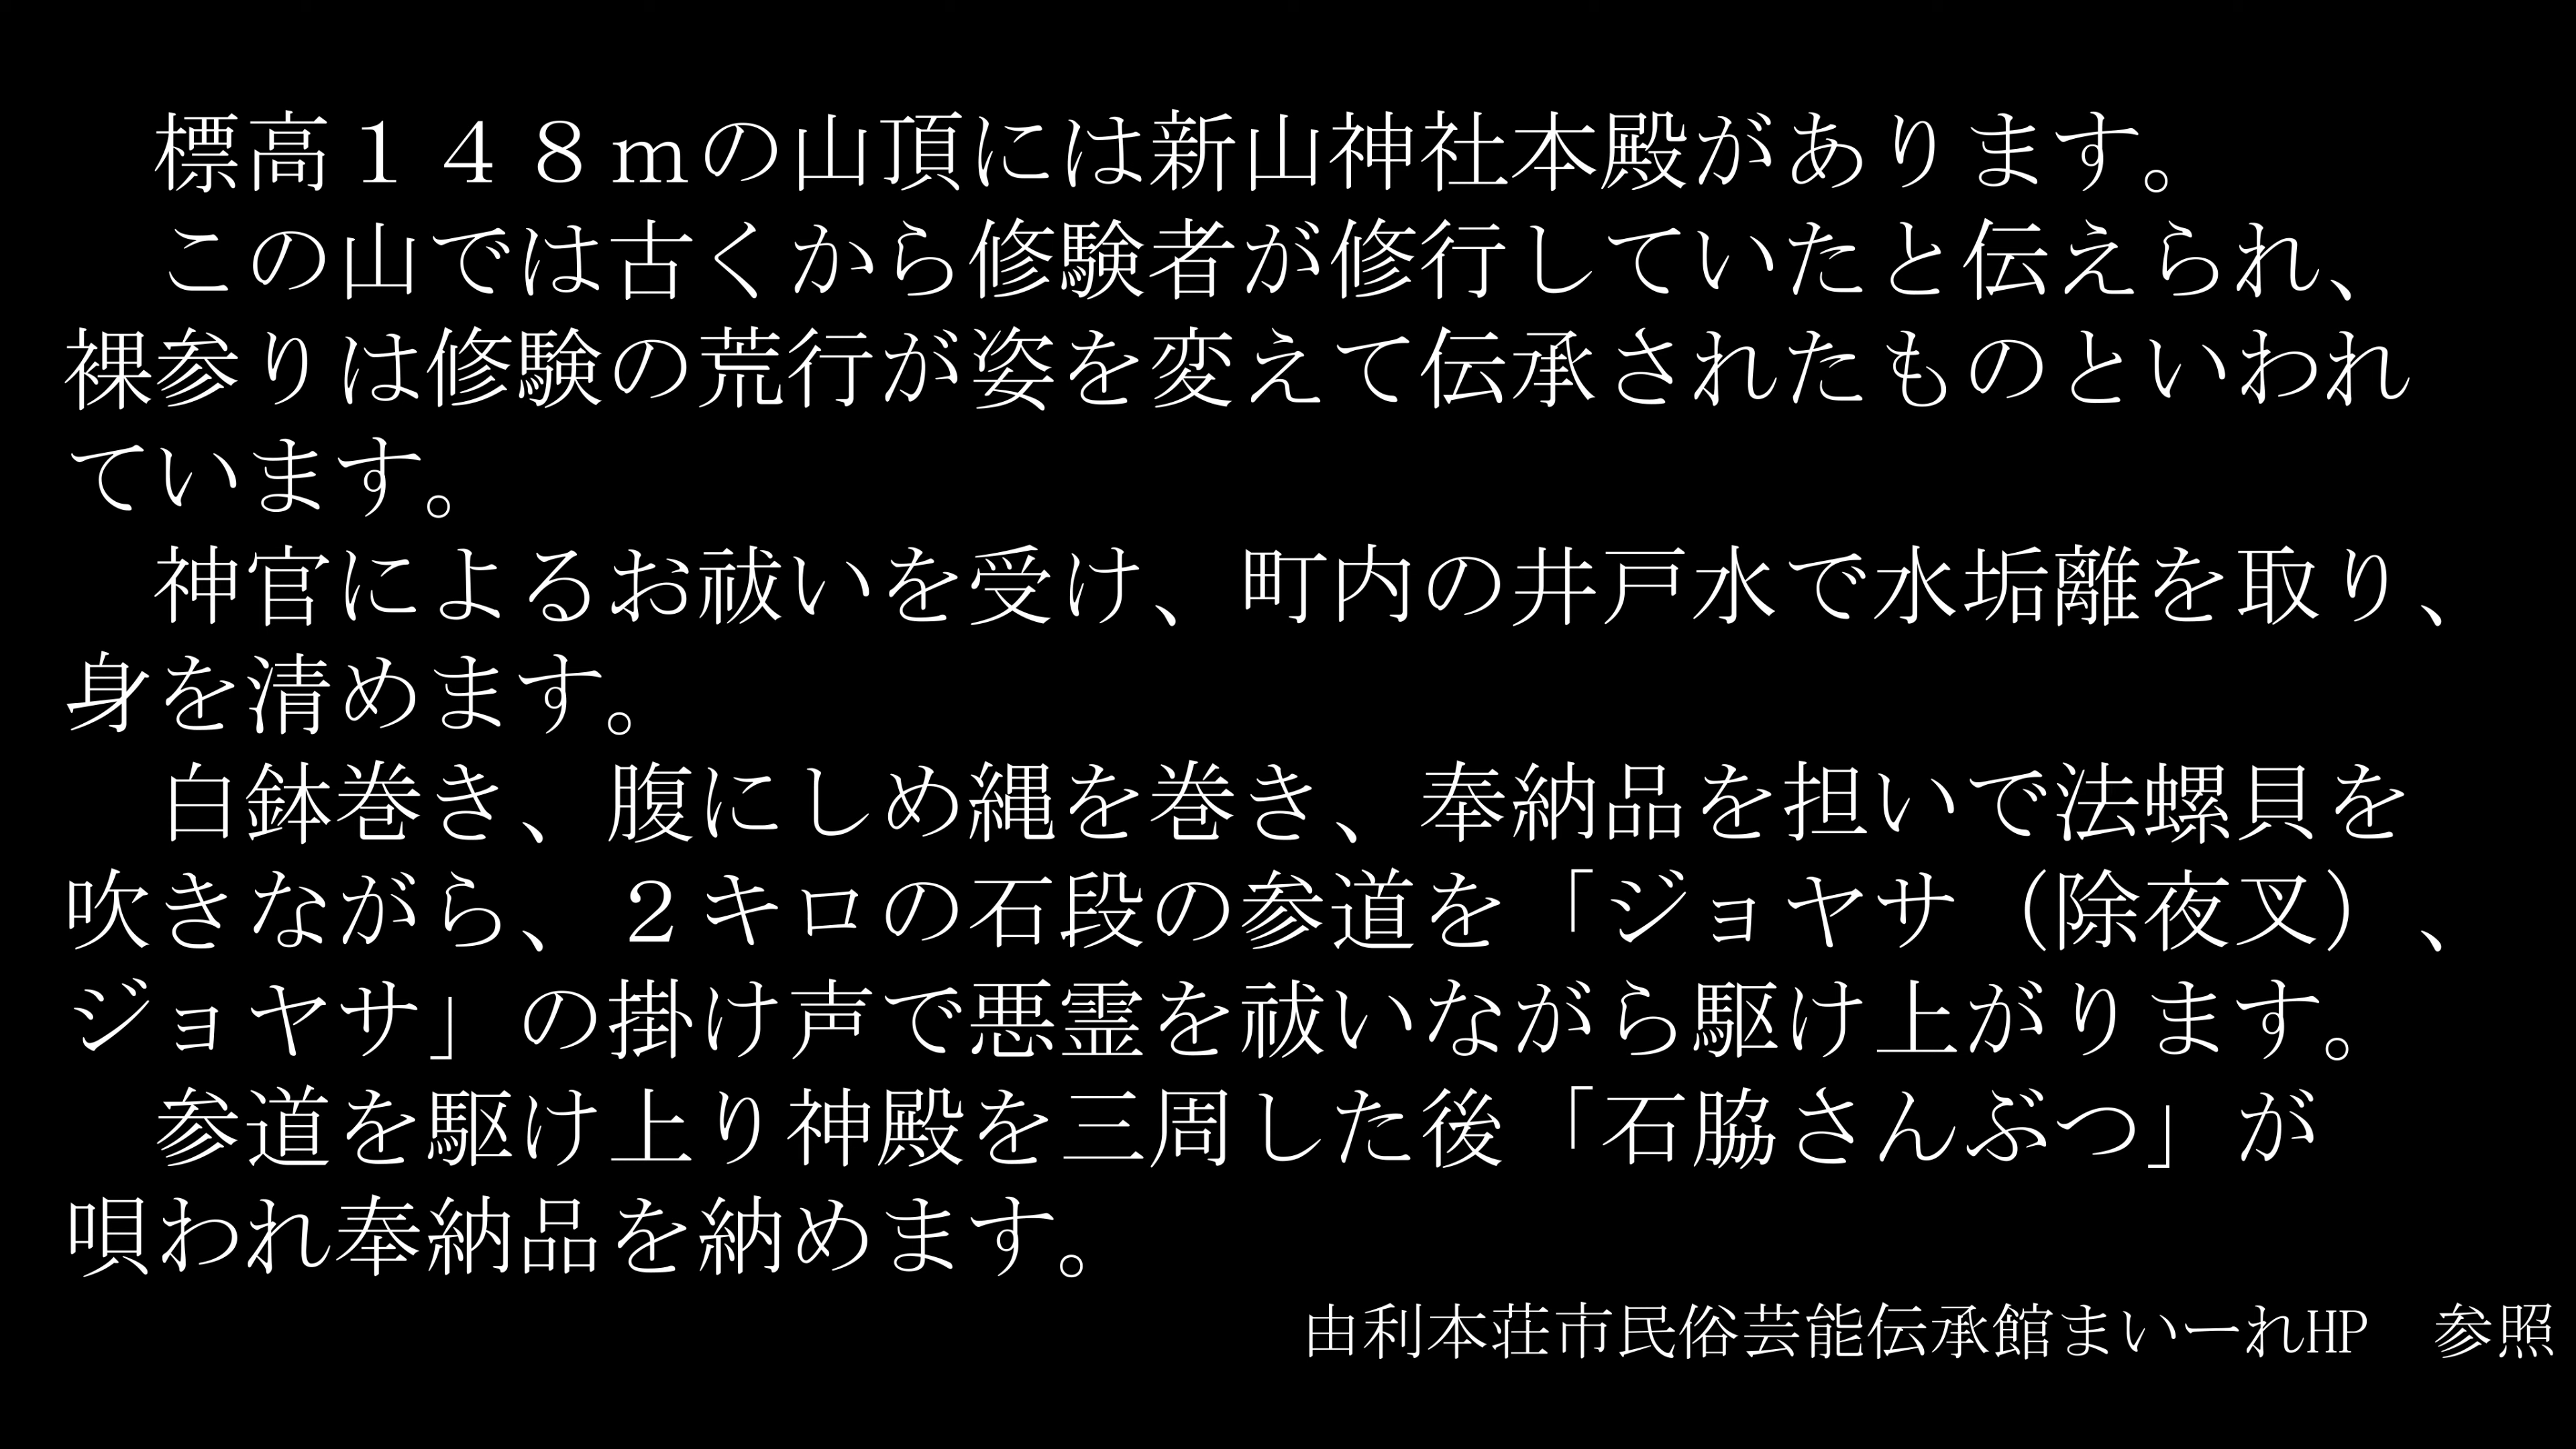 標高１４８ｍの山頂には新山神社本殿があります。
　この山では古くから修験者が修行していたと伝えられ、
裸参りは修験の荒行が姿を変えて伝承されたものといわれ
ています。
　神官によるお祓いを受け、町内の井戸水で水垢離を取り、
身を清めます。
　白鉢巻き、腹にしめ縄を巻き、奉納品を担いで法螺貝を
吹きながら、２キロの石段の参道を「ジョヤサ（除夜叉）、
ジョヤサ」の掛け声で悪霊を祓いながら駆け上がります。
　参道を駆け上り神殿を三周した後「石脇さんぶつ」が
唄われ奉納品を納めます。
由利本荘市民俗芸能伝承館まいーれHP　参照